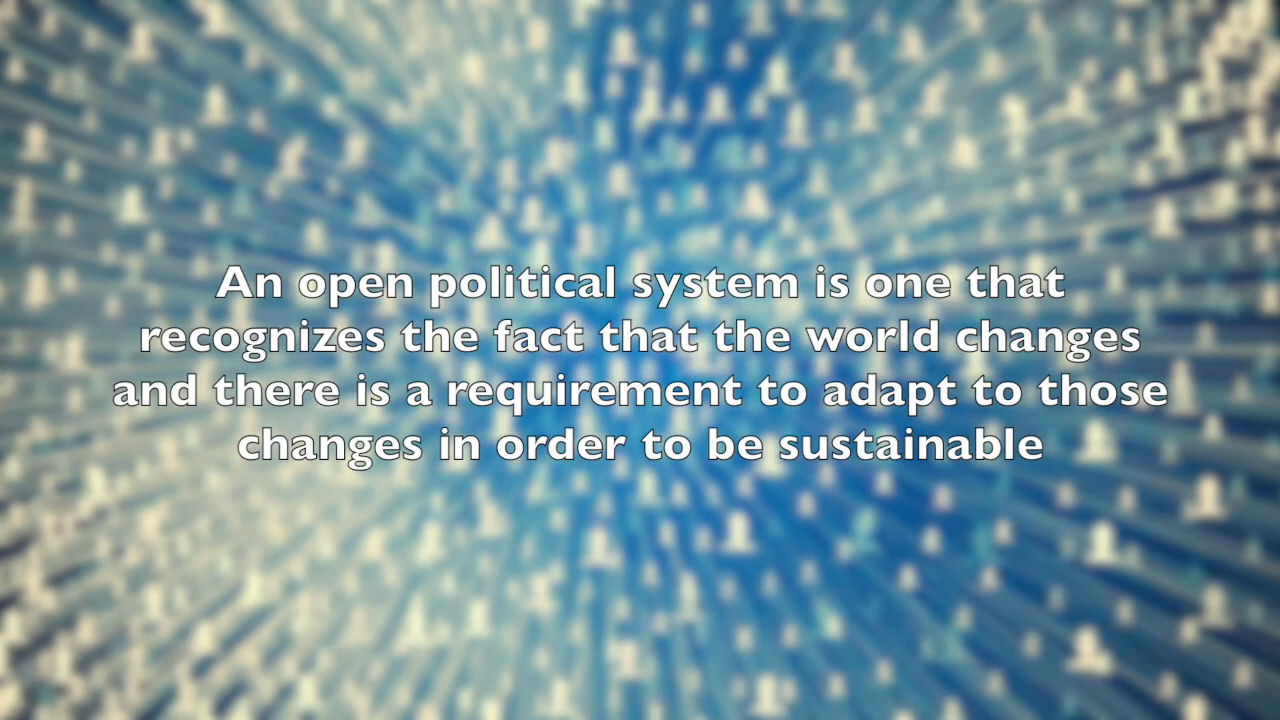 An open political system is one that
recognizes the fact that the world changes
and there is a requirement to adapt to those
changes in order to be sustainable